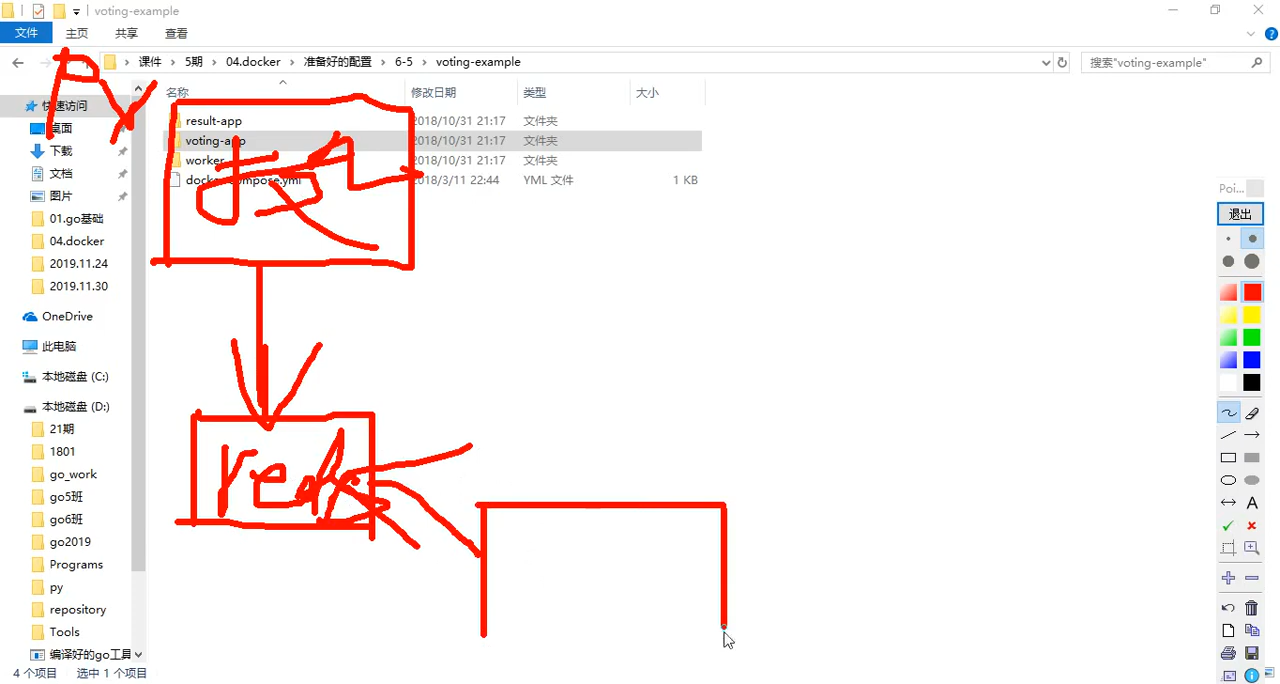 voting-example
文件 主页 共享 查看
课件 5期 04.docker 准备好的配置 6-5 voting-example
搜索"voting-example"
名称 修改日期 类型 大小
result-app 2018/10/31 21:17 文件夹
voting-app 2018/10/31 21:17 文件夹
worker 2018/10/31 21:17 文件夹
docker-compose.yml 2018/3/11 22:44 YML 文件 1 KB
快速访问
桌面
下载
文档
图片
01.go基础
04.docker
2019.11.24
2019.11.30
OneDrive
此电脑
本地磁盘 (C:)
本地磁盘 (D:)
21期
1801
go_work
go5班
go6班
go2019
Programs
py
repository
Tools
编译好的go工具
4 个项目 选中 1 个项目
Poi...
退出
A